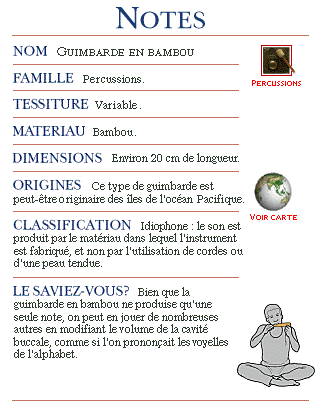 NOTES
NOM GUIMBARDE EN BAMBOU
PERCUSSIONS
FAMILLE Percussions.
TESSITURE Variable.
MATERIAU Bambou.
DIMENSIONS Environ 20 cm de longueur.
ORIGINES Ce type de guimbarde est
peut-être originaire des îles de l'océan Pacifique.
VOIR CARTE
CLASSIFICATION Idiophone : le son est
produit par le matériau dans lequel l'instrument
est fabriqué, et non par l'utilisation de cordes ou
d'une peau tendue.
LE SAVIEZ-VOUS? Bien que la
guimbarde en bambou ne produise qu'une
seule note, on peut en jouer de nombreuses
autres en modifiant le volume de la cavité
buccale, comme si l'on prononçait les voyelles
de l'alphabet.